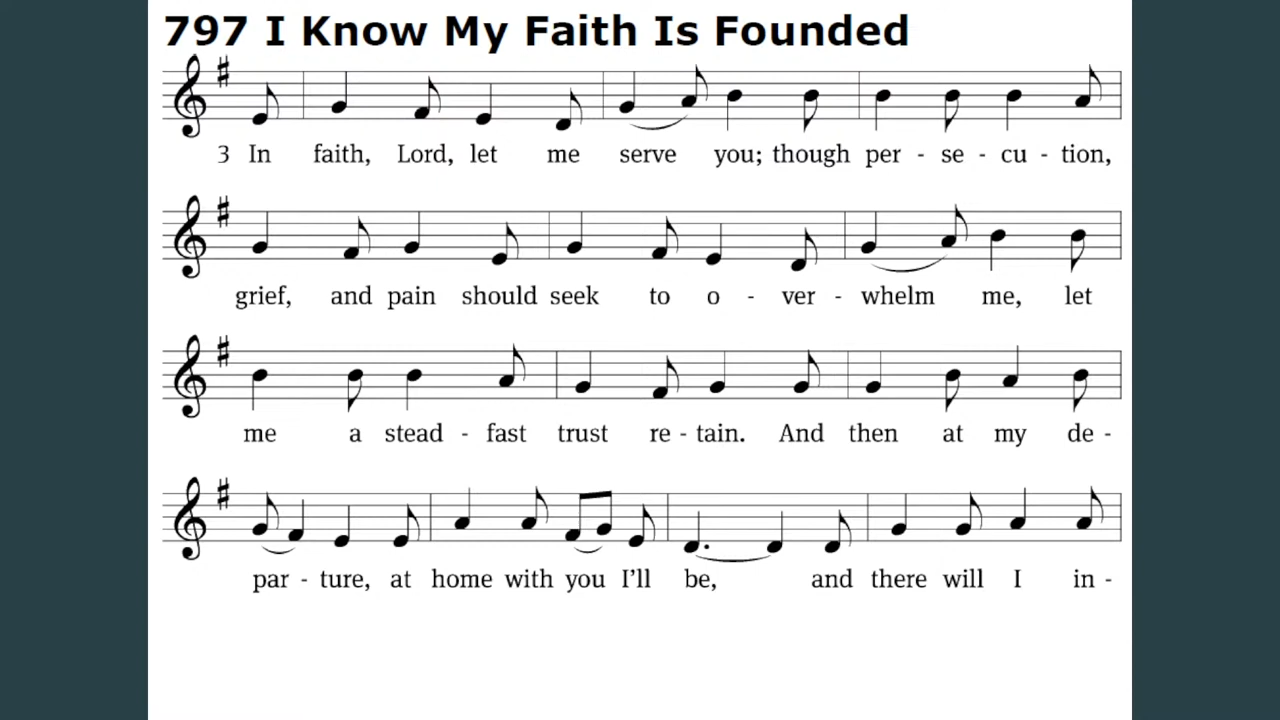 797 I Know My Faith Is Founded
3 In faith, Lord, let me serve you; though per - se - cu - tion,
grief, and pain should seek to o - ver - whelm me, let
me a stead - fast trust re - tain. And then at my de -
par - ture, at home with you I’ll be, and there will I in -